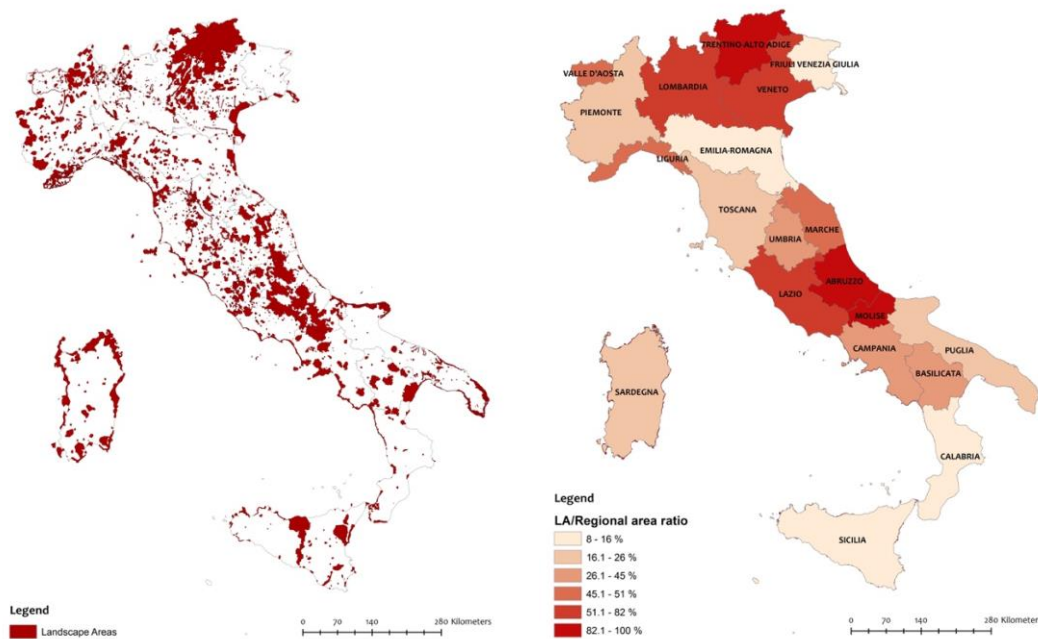 Legend
Landscape Areas
0 70 140 280 Kilometers
TRENTINO-ALTO ADIGE
FRIULI VENEZIA GIULIA
VALLE D'AOSTA
LOMBARDIA
VENETO
PIEMONTE
EMILIA-ROMAGNA
LIGURIA
TOSCANA
MARCHE
UMBRIA
ABRUZZO
LAZIO
MOLISE
CAMPANIA
PUGLIA
BASILICATA
SARDEGNA
CALABRIA
SICILIA
Legend
LA/Regional area ratio
8 - 16 %
16.1 - 26 %
26.1 - 45 %
45.1 - 51 %
51.1 - 82 %
82.1 - 100 %
0 70 140 280 Kilometers